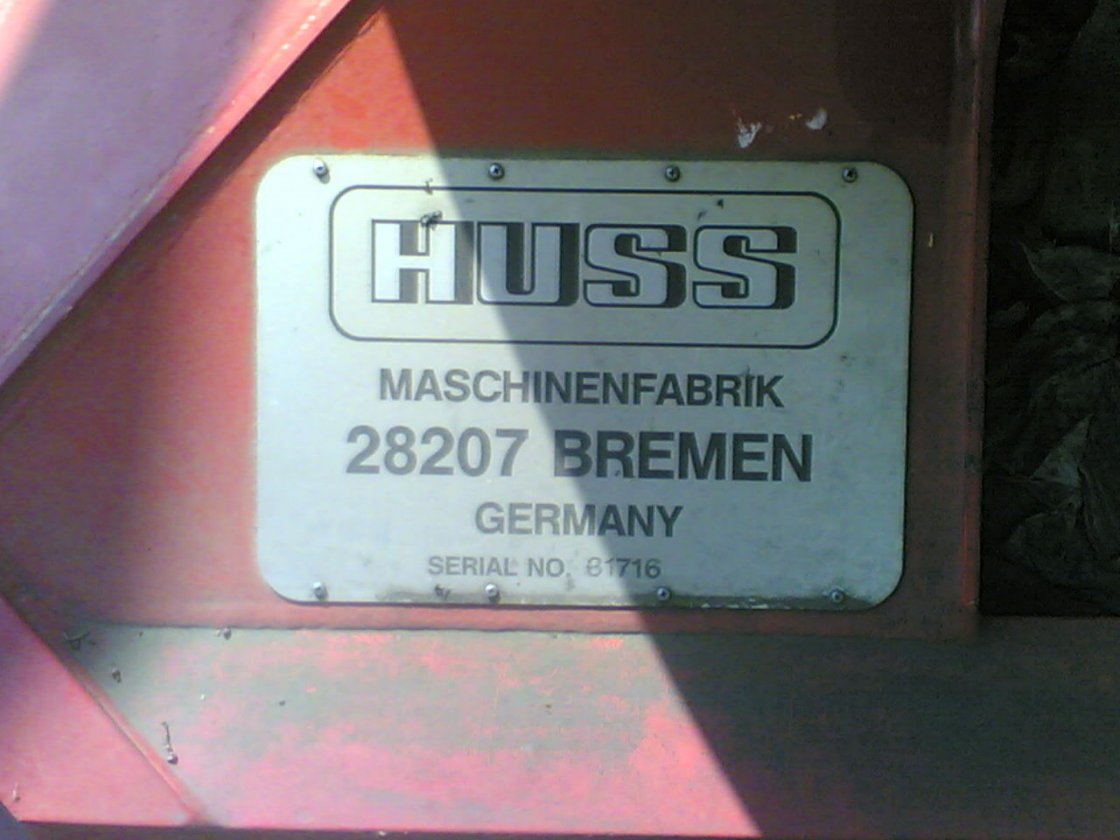 HUSS
MASCHINENFABRIK
28207 BREMEN
GERMANY
SERIAL NO. 81716